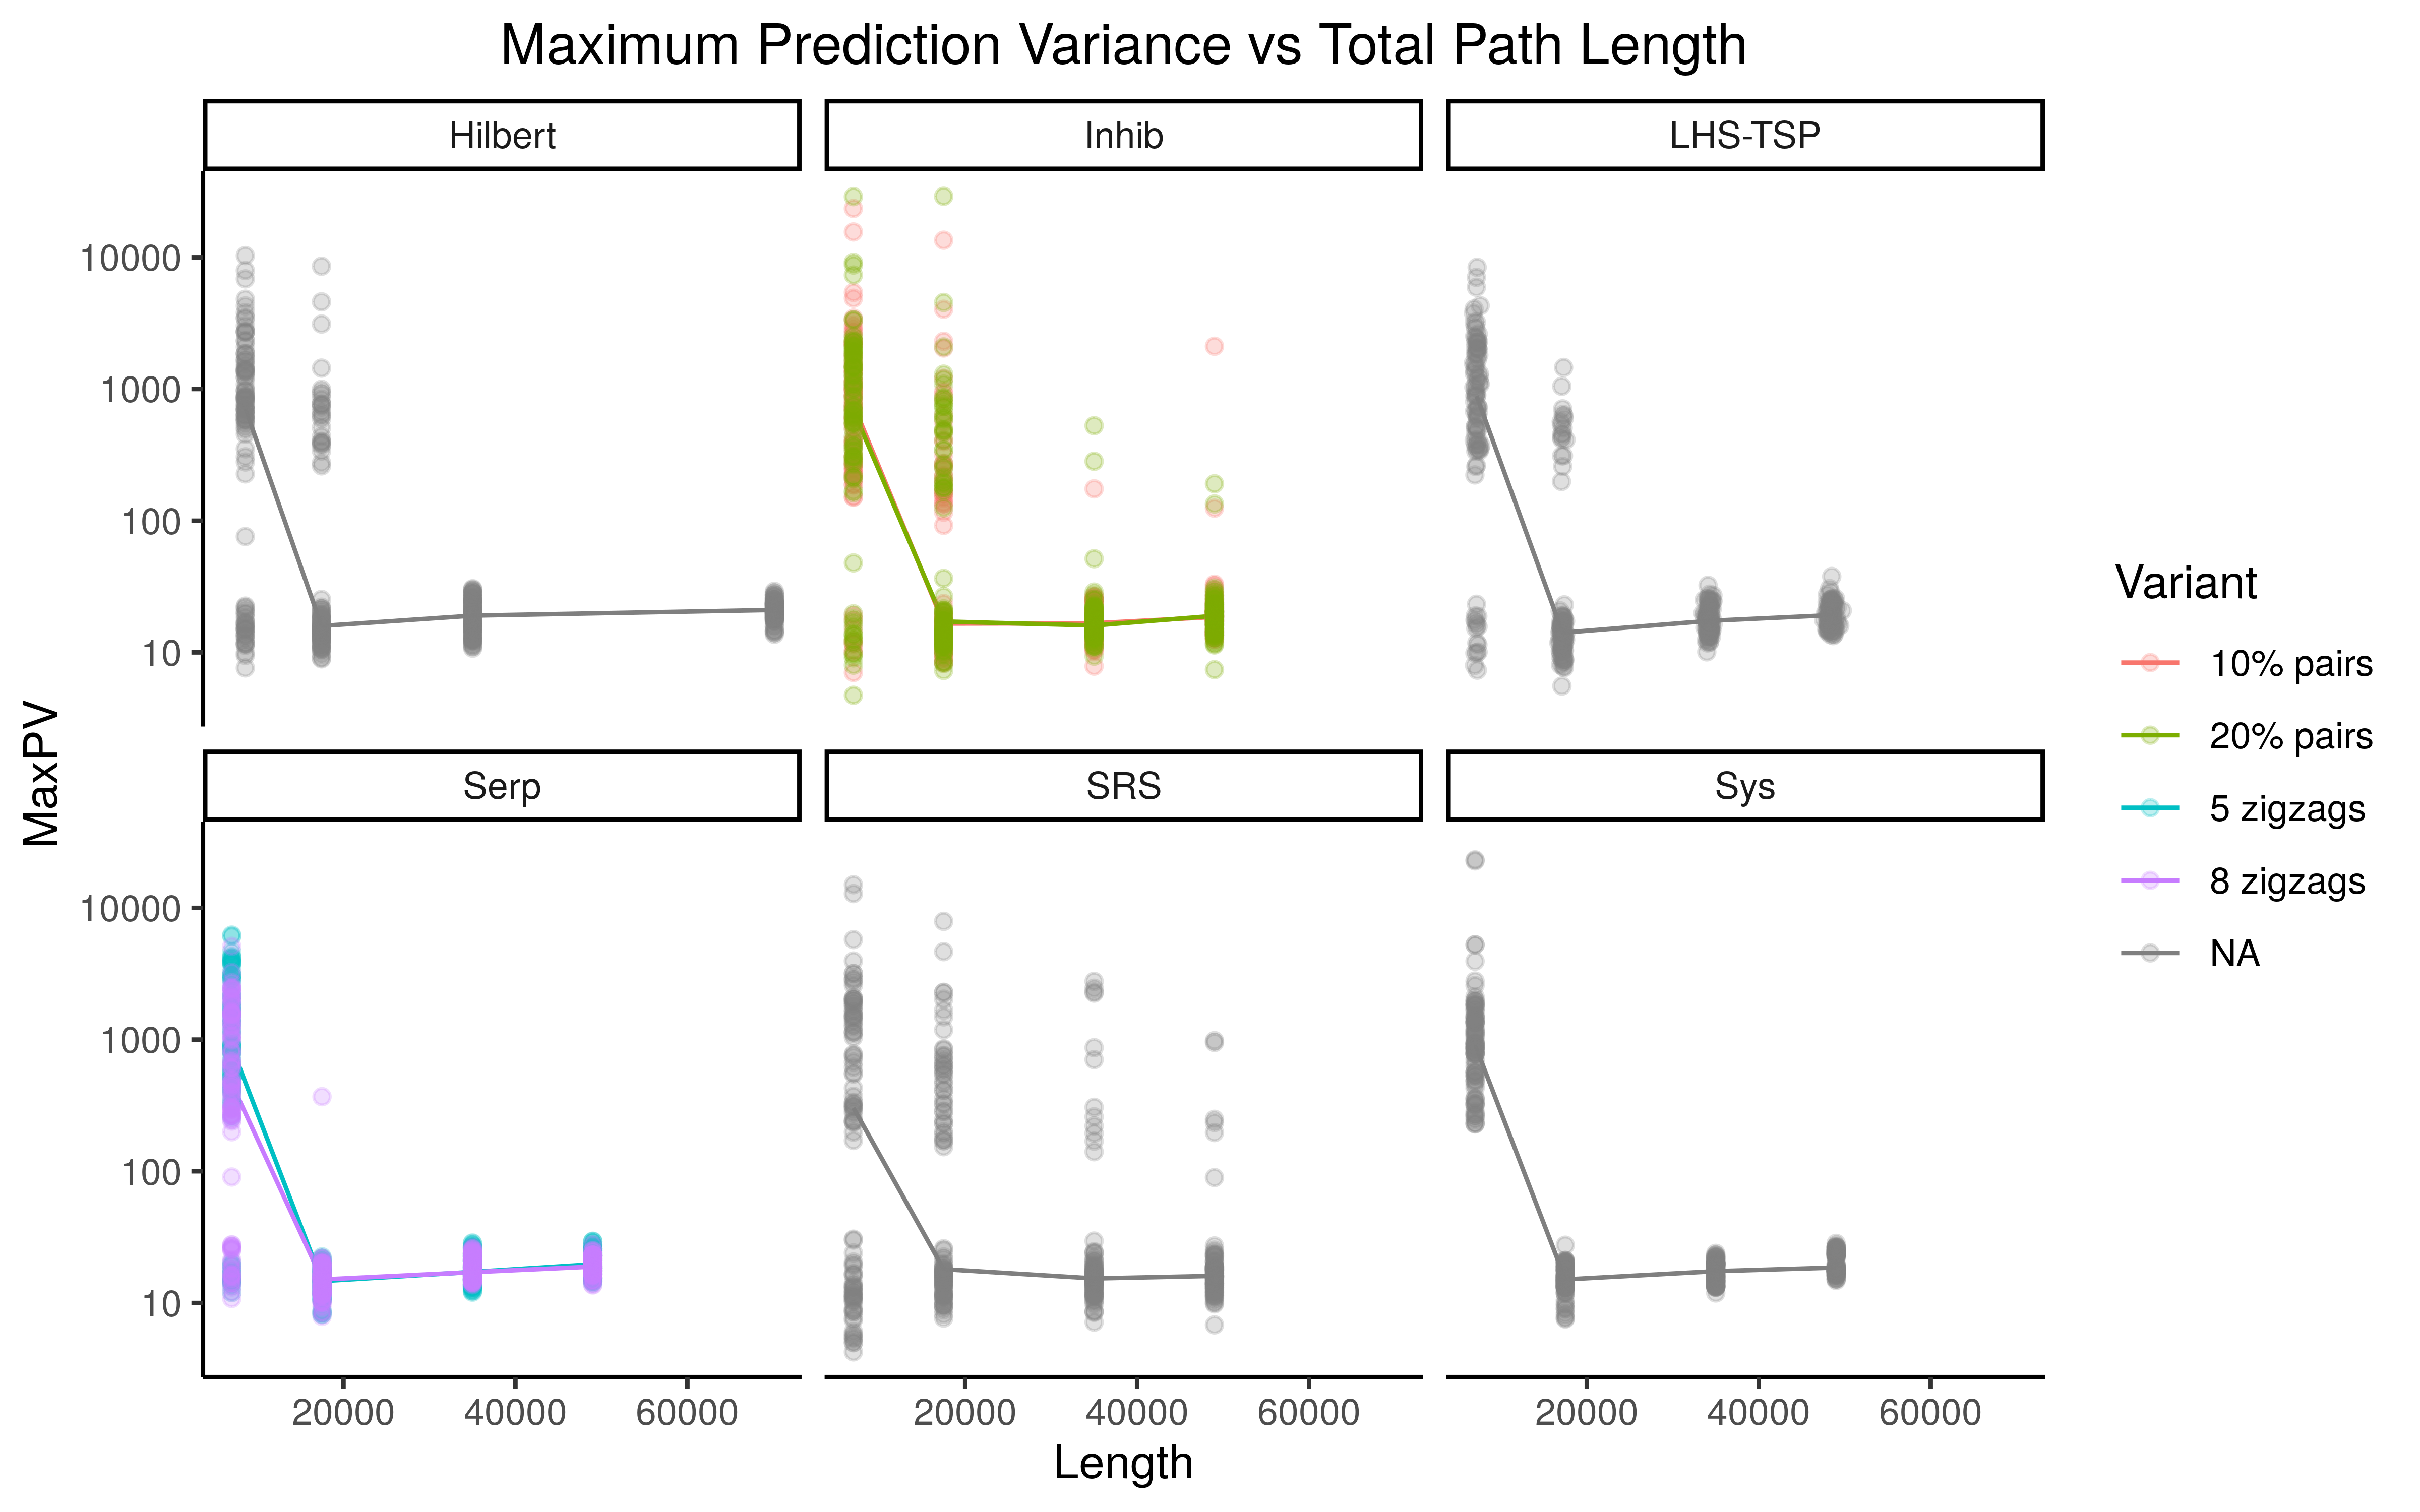 Maximum Prediction Variance vs Total Path Length
Hilbert
Inhib
LHS-TSP
10000
1000
100
10
MaxPV
Serp
SRS
Sys
10000
1000
100
10
20000 40000 60000
20000 40000 60000
20000 40000 60000
Length
Variant
10% pairs
20% pairs
5 zigzags
8 zigzags
NA